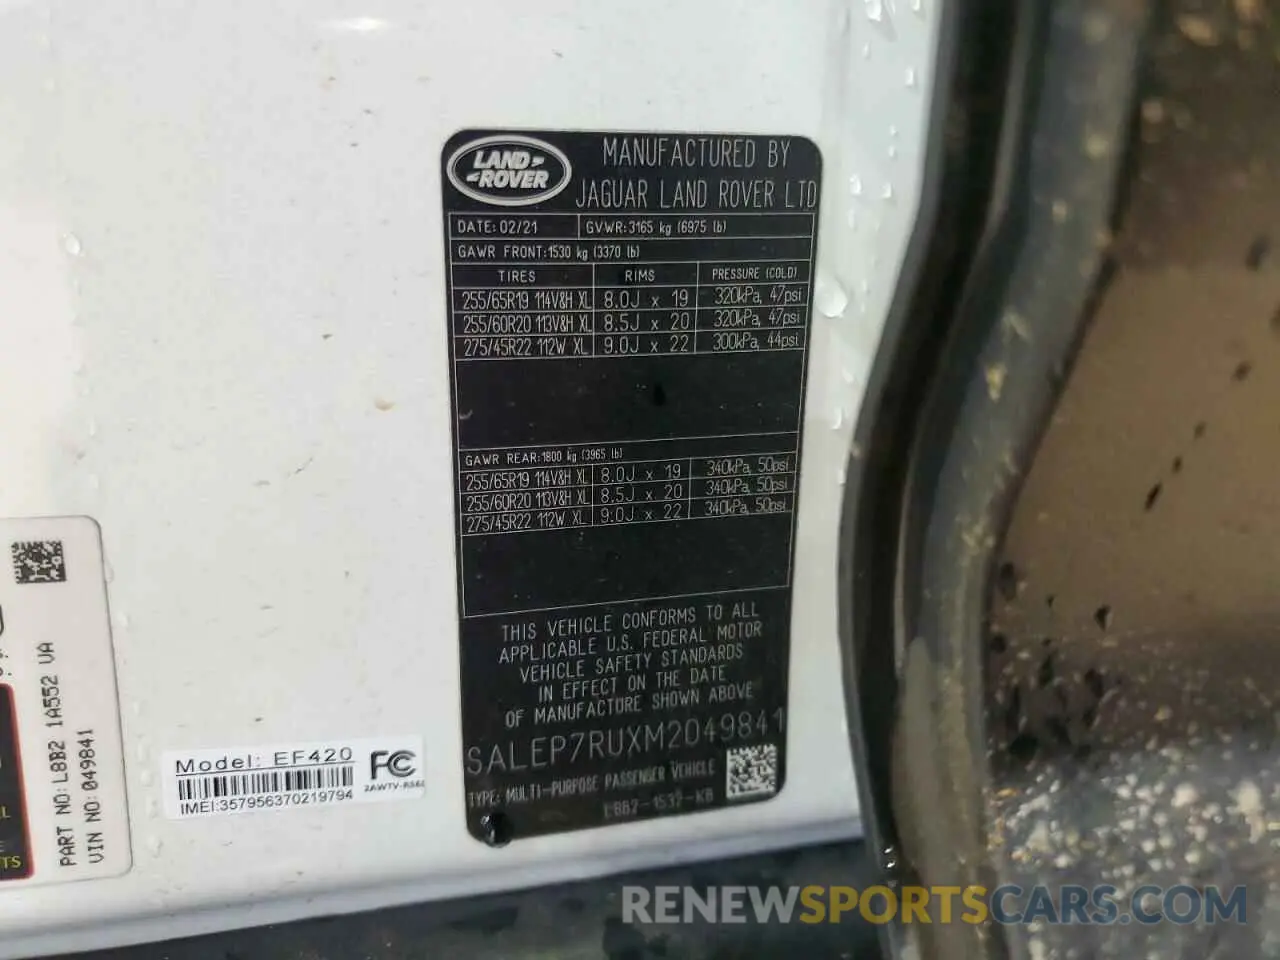 LAND
ROVER
MANUFACTURED BY
JAGUAR LAND ROVER LTD
DATE: 02/21 GVWR: 3165 kg (6975 lb)
GAWR FRONT: 1530 kg (3370 lb)
TIRES RIMS PRESSURE (COLD)
255/65R19 114V&H XL 8.0J x 19 320kPa, 47psi
255/60R20 113V&H XL 8.5J x 20 320kPa, 47psi
275/45R22 112W XL 9.0J x 22 300kPa, 44psi
GAWR REAR: 1800 kg (3965 lb)
255/65R19 114V&H XL 8.0J x 19 340kPa, 50psi
255/60R20 113V&H XL 8.5J x 20 340kPa, 50psi
275/45R22 112W XL 9.0J x 22 340kPa, 50psi
THIS VEHICLE CONFORMS TO ALL
APPLICABLE U.S. FEDERAL MOTOR
VEHICLE SAFETY STANDARDS
IN EFFECT ON THE DATE
OF MANUFACTURE SHOWN ABOVE
SALEP7RUXM2049841
TYPE: MULTI-PURPOSE PASSENGER VEHICLE
Model: EF420
IMEI:357956370219794
FC
PART NO: L8B2 1A552 VA
VIN NO: 049841
RENEWSPORTSCARS.COM